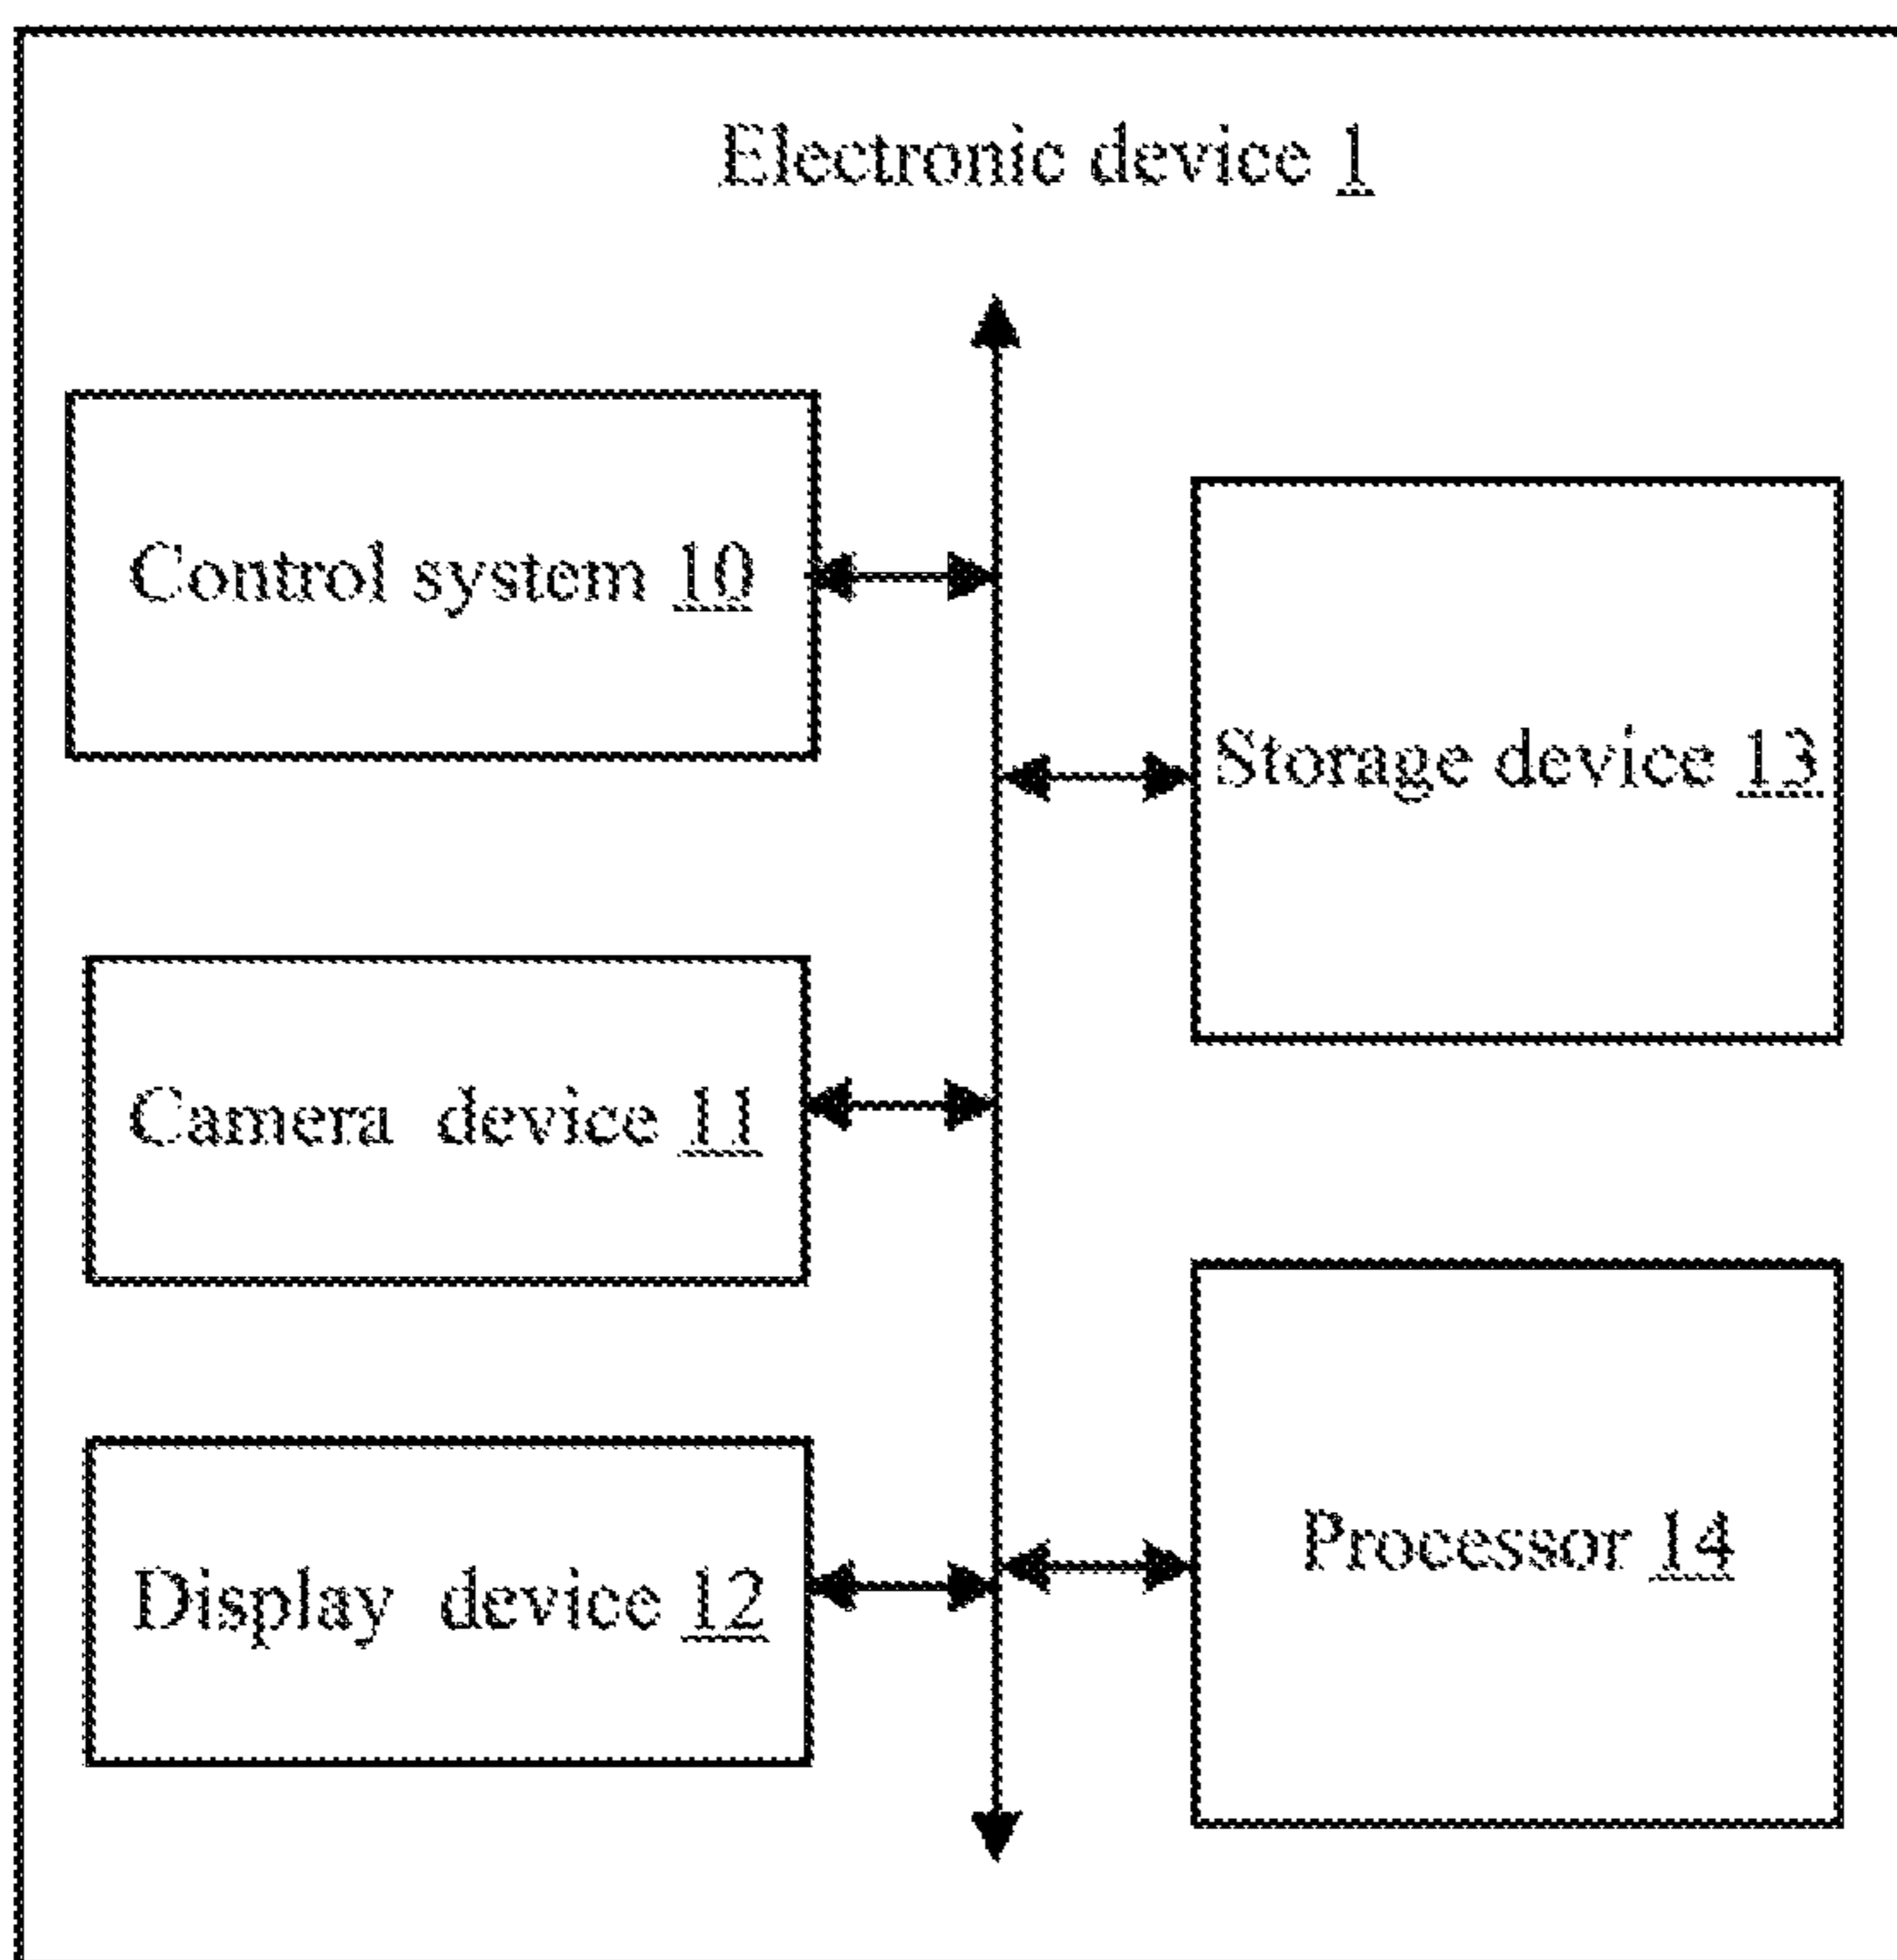 Electronic device 1
Control system 10
Storage device 13
Camera device 11
Display device 12
Processor 14